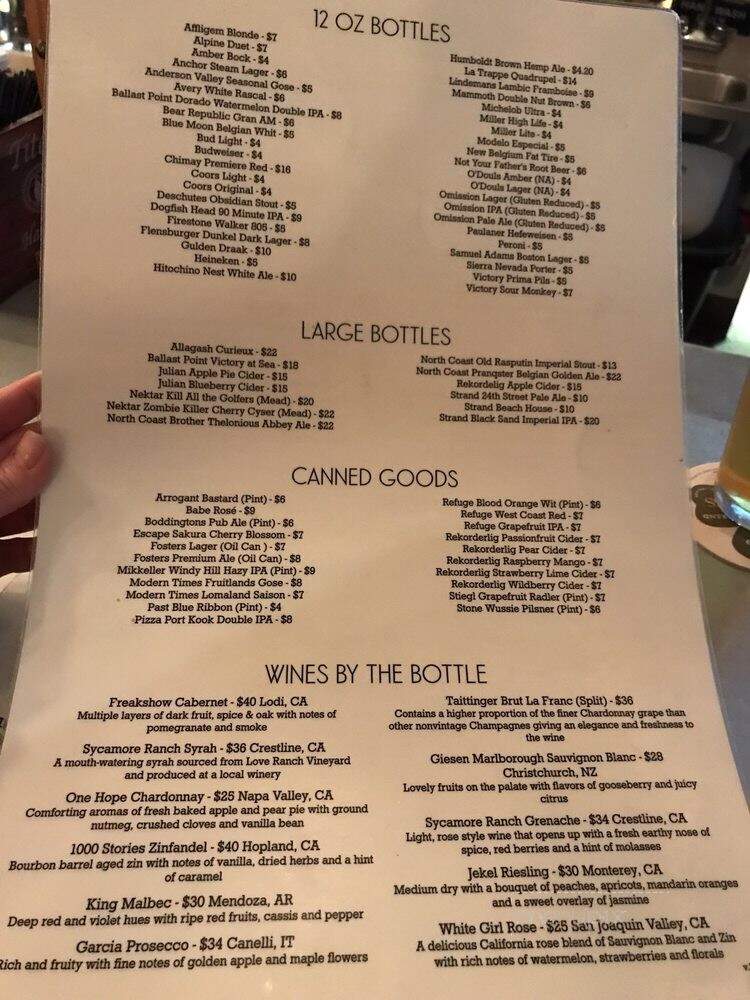 12 OZ BOTTLES
Affligem Blonde - $7
Alpine Duet - $7
Amber Bock - $4
Anchor Steam Lager - $6
Anderson Valley Seasonal Gose - $5
Avery White Rascal - $6
Ballast Point Dorado Watermelon Double IPA - $8
Bear Republic Gran AM - $6
Blue Moon Belgian Whit - $5
Bud Light - $4
Budweiser - $4
Chimay Premiere Red - $16
Coors Light - $4
Coors Original - $4
Deschutes Obsidian Stout - $5
Dogfish Head 90 Minute IPA - $9
Firestone Walker 805 - $5
Flensburger Dunkel Dark Lager - $8
Gulden Draak - $10
Heineken - $5
Hitochino Nest White Ale - $10
Humboldt Brown Hemp Ale - $4.20
La Trappe Quadrupel - $14
Lindemans Lambic Framboise - $9
Mammoth Double Nut Brown - $6
Michelob Ultra - $4
Miller High Life - $4
Miller Lite - $4
Modelo Especial - $5
New Belgium Fat Tire - $5
Not Your Father's Root Beer - $6
O'Douls Amber (NA) - $4
O'Douls Lager (NA) - $4
Omission Lager (Gluten Reduced) - $5
Omission IPA (Gluten Reduced) - $5
Omission Pale Ale (Gluten Reduced) - $5
Paulaner Hefeweisen - $5
Peroni - $5
Samuel Adams Boston Lager - $5
Sierra Nevada Porter - $5
Victory Prima Pils - $5
Victory Sour Monkey - $7
LARGE BOTTLES
Allagash Curieux - $22
Ballast Point Victory at Sea - $18
Julian Apple Pie Cider - $15
Julian Blueberry Cider - $15
Nektar Kill All the Golfers (Mead) - $20
Nektar Zombie Killer Cherry Cyser (Mead) - $22
North Coast Brother Thelonious Abbey Ale - $22
North Coast Old Rasputin Imperial Stout - $13
North Coast Pranqster Belgian Golden Ale - $22
Rekordelig Apple Cider - $15
Strand 24th Street Pale Ale - $10
Strand Beach House - $10
Strand Black Sand Imperial IPA - $20
CANNED GOODS
Arrogant Bastard (Pint) - $6
Babe Rosé - $9
Boddingtons Pub Ale (Pint) - $6
Escape Sakura Cherry Blossom - $7
Fosters Lager (Oil Can ) - $7
Fosters Premium Ale (Oil Can) - $8
Mikkeller Windy Hill Hazy IPA (Pint) - $9
Modern Times Fruitlands Gose - $8
Modern Times Lomaland Saison - $7
Past Blue Ribbon (Pint) - $4
Pizza Port Kook Double IPA - $8
Refuge Blood Orange Wit (Pint) - $6
Refuge West Coast Red - $7
Refuge Grapefruit IPA - $7
Rekorderlig Passionfruit Cider - $7
Rekorderlig Pear Cider - $7
Rekorderlig Raspberry Mango - $7
Rekorderlig Strawberry Lime Cider - $7
Rekorderlig Wildberry Cider - $7
Stiegl Grapefruit Radler (Pint) - $7
Stone Wussie Pilsner (Pint) - $6
WINES BY THE BOTTLE
Freakshow Cabernet - $40 Lodi, CA
Multiple layers of dark fruit, spice & oak with notes of
pomegranate and smoke
Sycamore Ranch Syrah - $36 Crestline, CA
A mouth-watering syrah sourced from Love Ranch Vineyard
and produced at a local winery
One Hope Chardonnay - $25 Napa Valley, CA
Comforting aromas of fresh baked apple and pear pie with ground
nutmeg, crushed cloves and vanilla bean
1000 Stories Zinfandel - $40 Hopland, CA
Bourbon barrel aged zin with notes of vanilla, dried herbs and a hint
of caramel
King Malbec - $30 Mendoza, AR
Deep red and violet hues with ripe red fruits, cassis and pepper
Garcia Prosecco - $34 Canelli, IT
Rich and fruity with fine notes of golden apple and maple flowers
Taittinger Brut La Franc (Split) - $36
Contains a higher proportion of the finer Chardonnay grape than
other nonvintage Champagnes giving an elegance and freshness to
the wine
Giesen Marlborough Sauvignon Blanc - $28
Christchurch, NZ
Lovely fruits on the palate with flavors of gooseberry and juicy
citrus
Sycamore Ranch Grenache - $34 Crestline, CA
Light, rose style wine that opens up with a fresh earthy nose of
spice, red berries and a hint of molasses
Jekel Riesling - $30 Monterey, CA
Medium dry with a bouquet of peaches, apricots, mandarin oranges
and a sweet overlay of jasmine
White Girl Rose - $25 San Joaquin Valley, CA
A delicious California rose blend of Sauvignon Blanc and Zin
with rich notes of watermelon, strawberries and florals